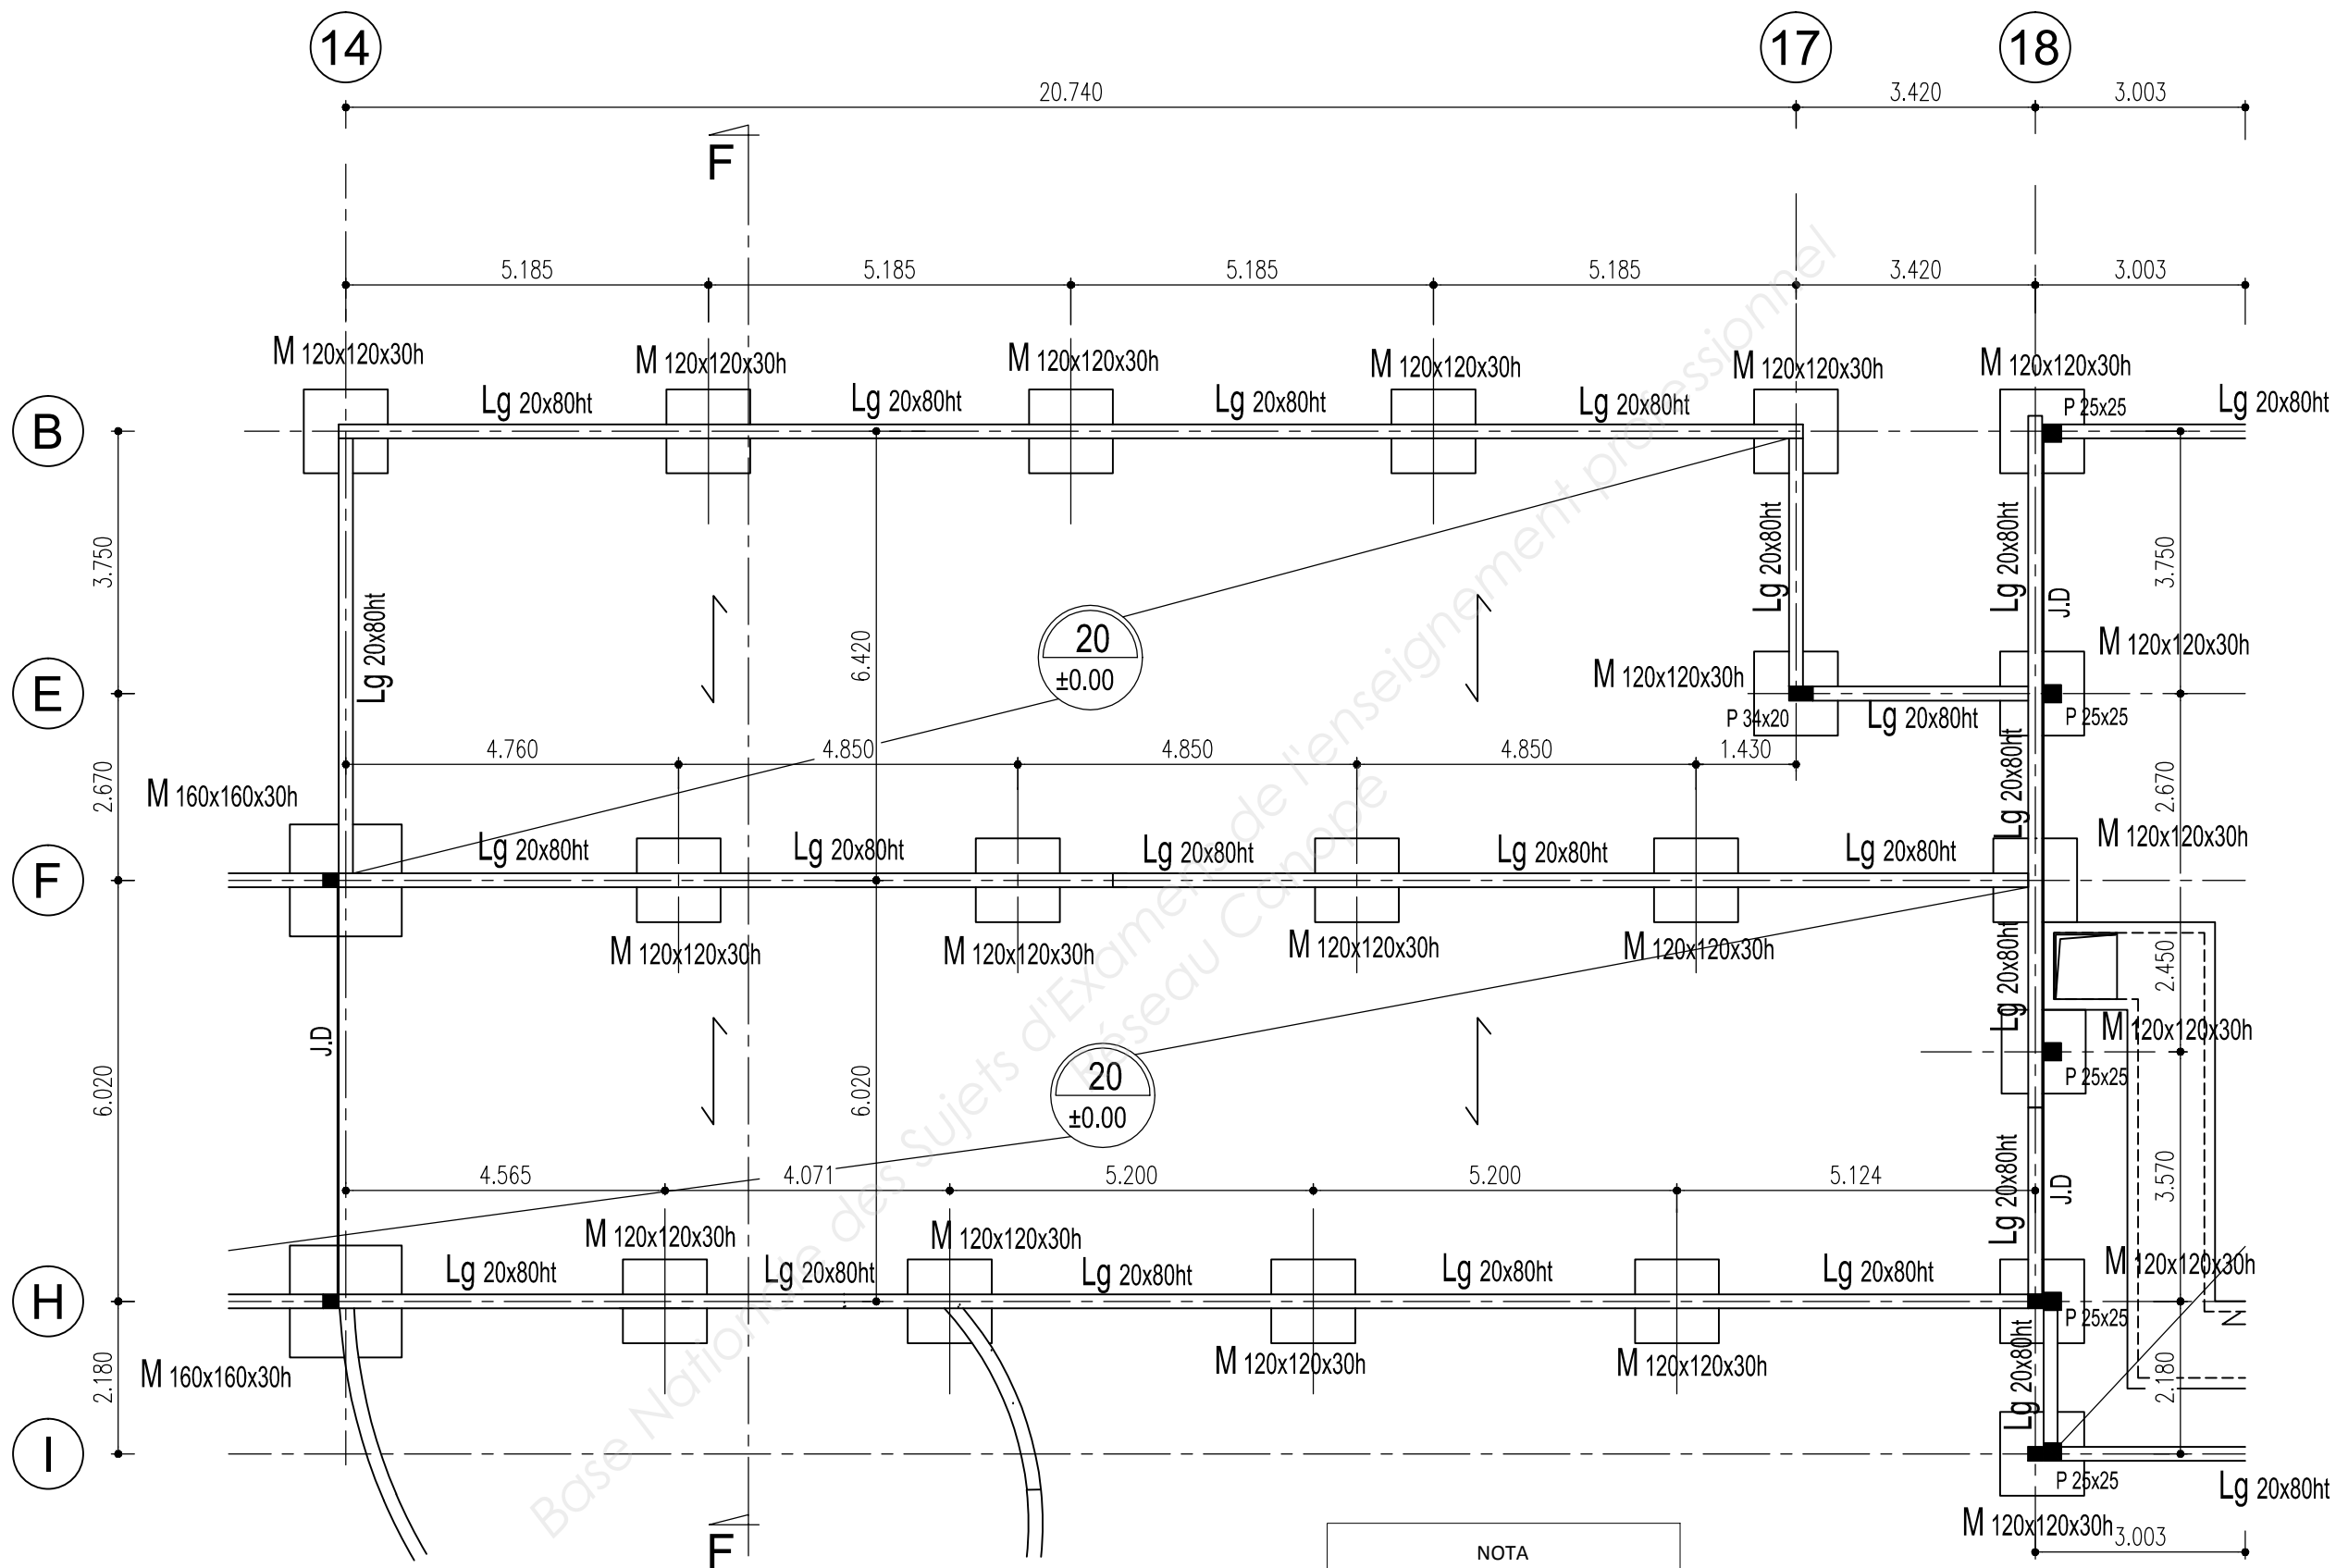 14
17
18
20.740
3.420
3.003
F
5.185
5.185
5.185
5.185
3.420
3.003
M 120x120x30h
M 120x120x30h
M 120x120x30h
M 120x120x30h
M 120x120x30h
M 120x120x30h
Lg 20x80ht
Lg 20x80ht
Lg 20x80ht
Lg 20x80ht
P 25x25
Lg 20x80ht
B
3.750
Lg 20x80ht
6.420
20
±0.00
Lg 20x80ht
Lg 20x80ht
J.D
3.750
M 120x120x30h
M 120x120x30h
E
P 34x20
Lg 20x80ht
P 25x25
4.760
4.850
4.850
4.850
1.430
2.670
M 160x160x30h
Lg 20x80ht
2.670
Lg 20x80ht
Lg 20x80ht
Lg 20x80ht
Lg 20x80ht
Lg 20x80ht
M 120x120x30h
F
M 120x120x30h
M 120x120x30h
M 120x120x30h
M 120x120x30h
Lg 20x80ht
2.450
J.D
M 120x120x30h
6.020
6.020
20
±0.00
P 25x25
4.565
4.071
5.200
5.200
5.124
Lg 20x80ht
J.D
3.570
M 120x120x30h
M 120x120x30h
M 120x120x30h
Lg 20x80ht
Lg 20x80ht
Lg 20x80ht
Lg 20x80ht
Lg 20x80ht
H
P 25x25
N
M 160x160x30h
M 120x120x30h
M 120x120x30h
Lg 20x80ht
2.180
2.180
I
P 25x25
Lg 20x80ht
M 120x120x30h
3.003
F
NOTA
Base Nationale des Sujets d'Examens de l'enseignement professionnel
Réseau Canopé